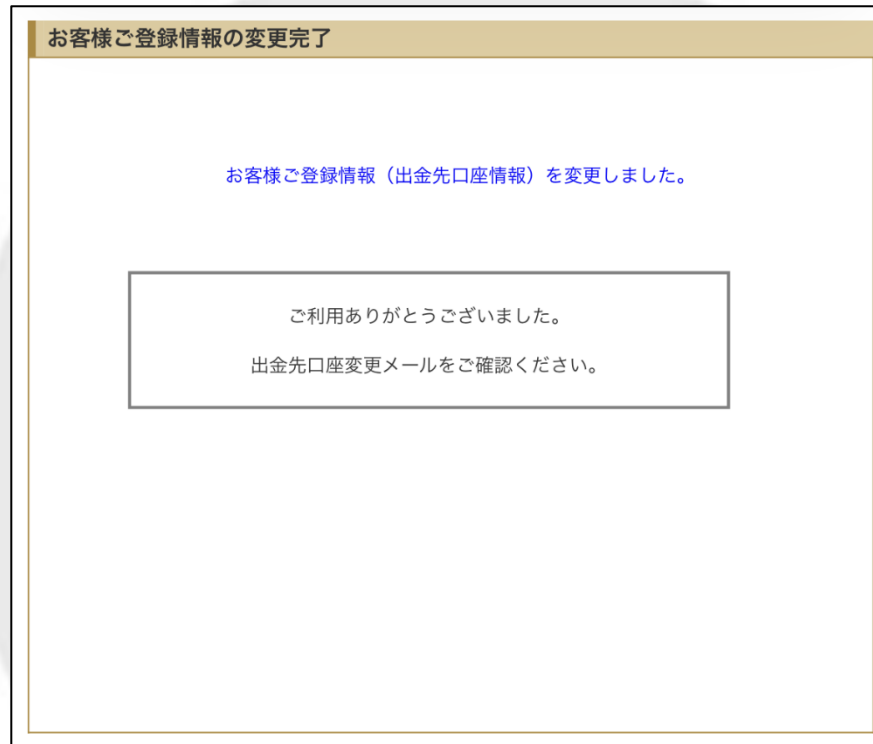 お客様ご登録情報の変更完了
お客様ご登録情報（出金先口座情報）を変更しました。
ご利用ありがとうございました。
出金先口座変更メールをご確認ください。